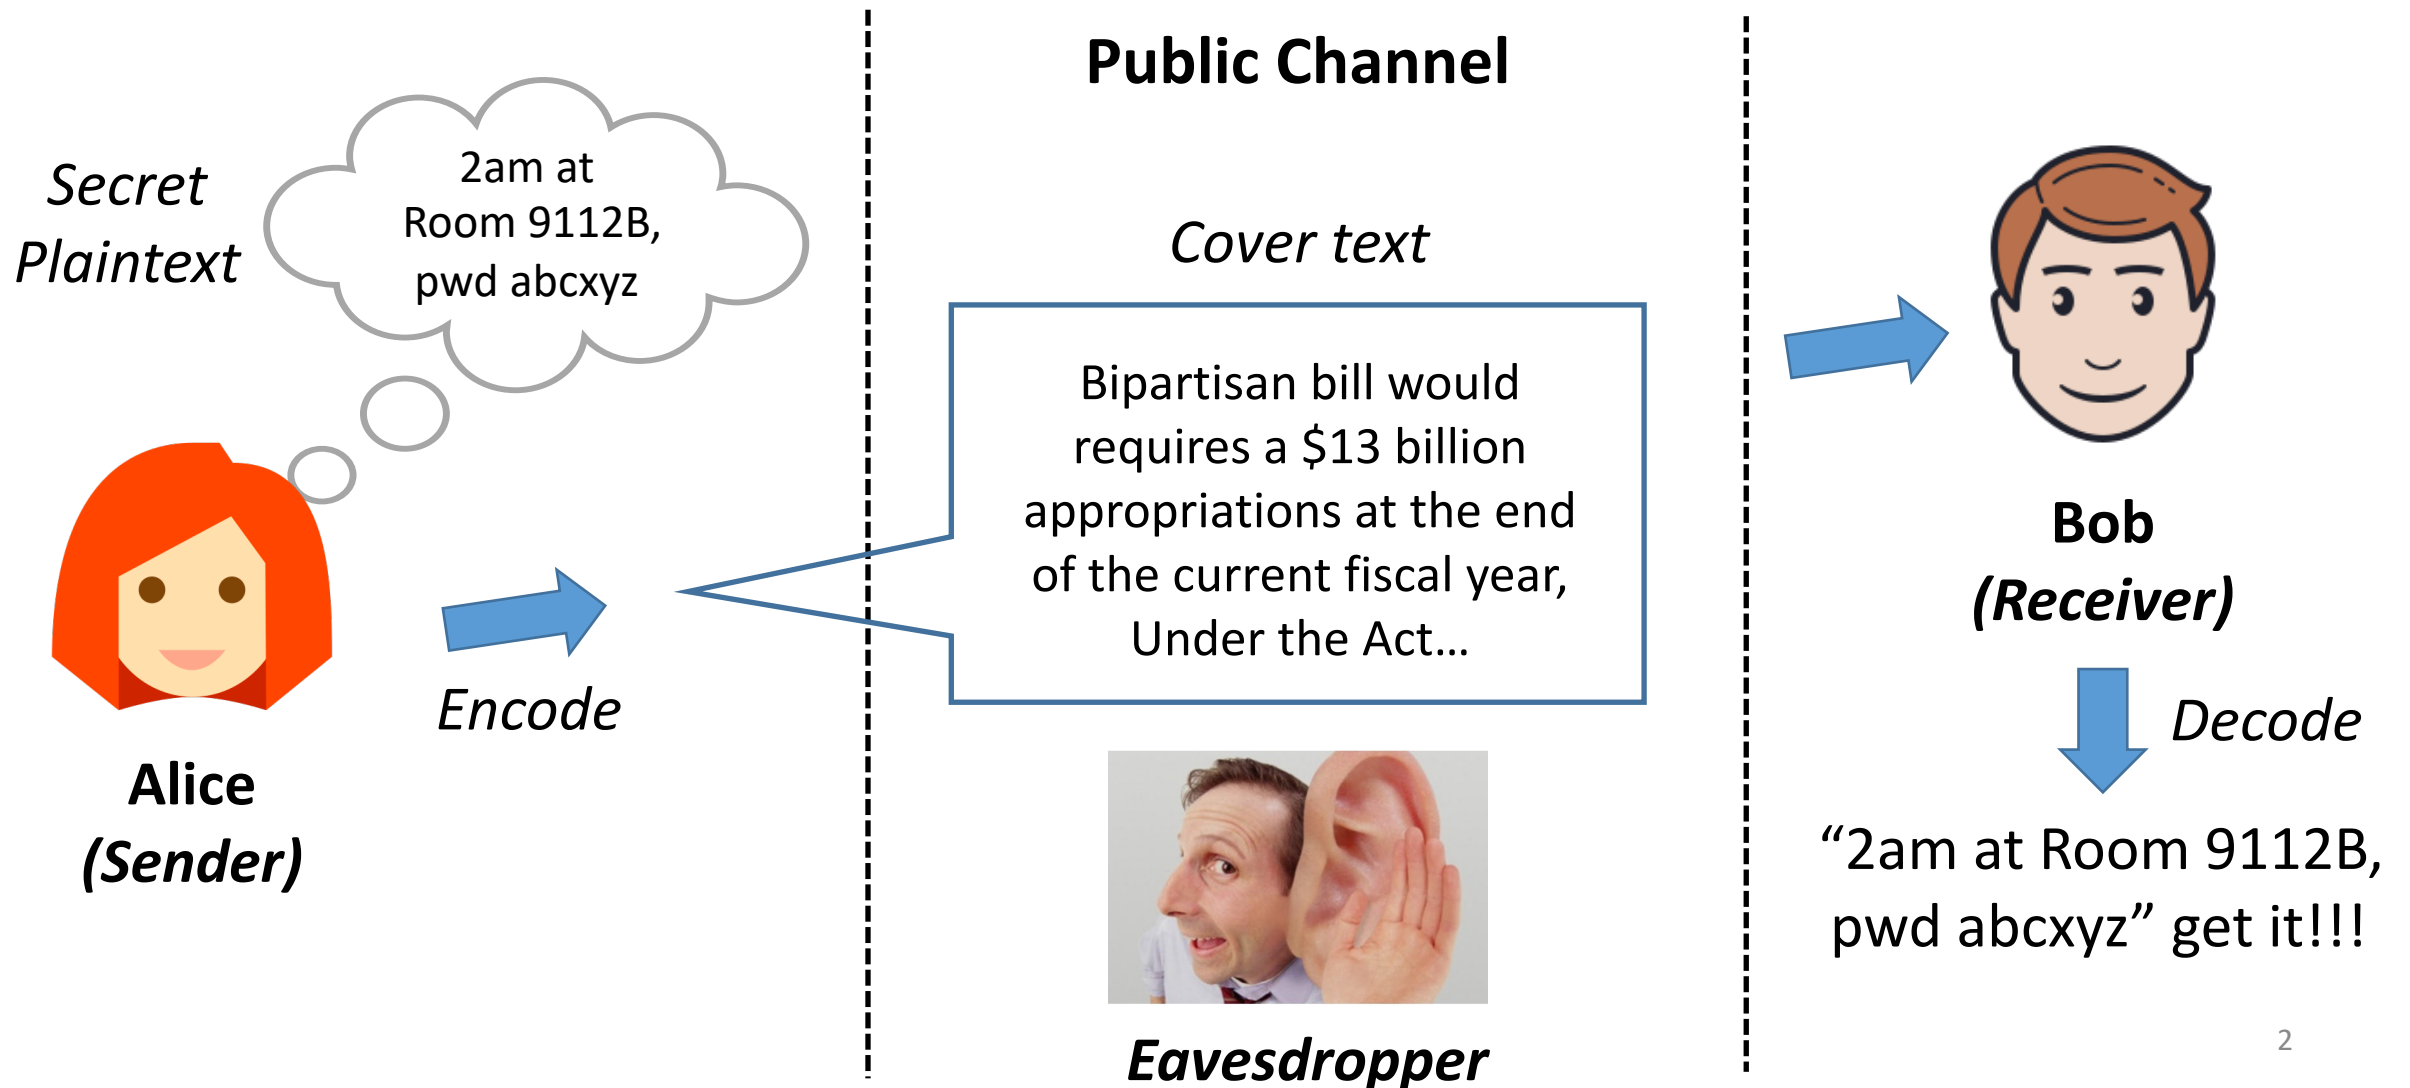 Secret
Plaintext
2am at
Room 9112B,
pwd abcxyz
Alice
(Sender)
Encode
Public Channel
Cover text
Bipartisan bill would
requires a $13 billion
appropriations at the end
of the current fiscal year,
Under the Act...
Eavesdropper
Bob
(Receiver)
Decode
“2am at Room 9112B,
pwd abcxyz” get it!!!
2